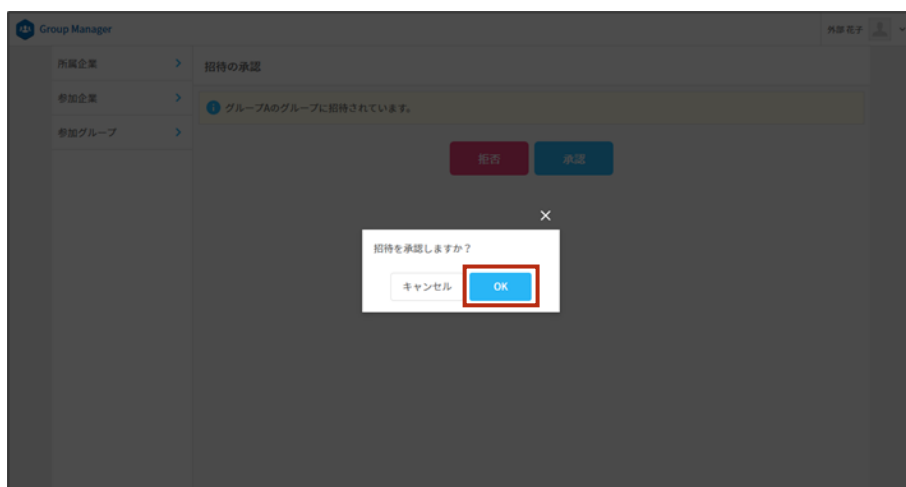 Group Manager
外部 花子
所属企業
招待の承認
参加企業
グループAのグループに招待されています。
参加グループ
拒否
承認
招待を承認しますか?
キャンセル
OK